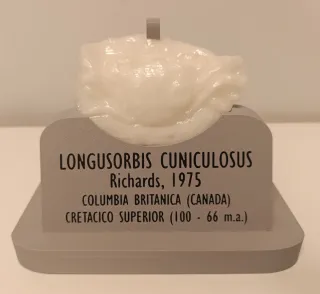 LONGUSORBIS CUNICULOSUS
Richards, 1975
COLUMBIA BRITANICA (CANADA)
CRETACICO SUPERIOR (100 - 66 m.a.)